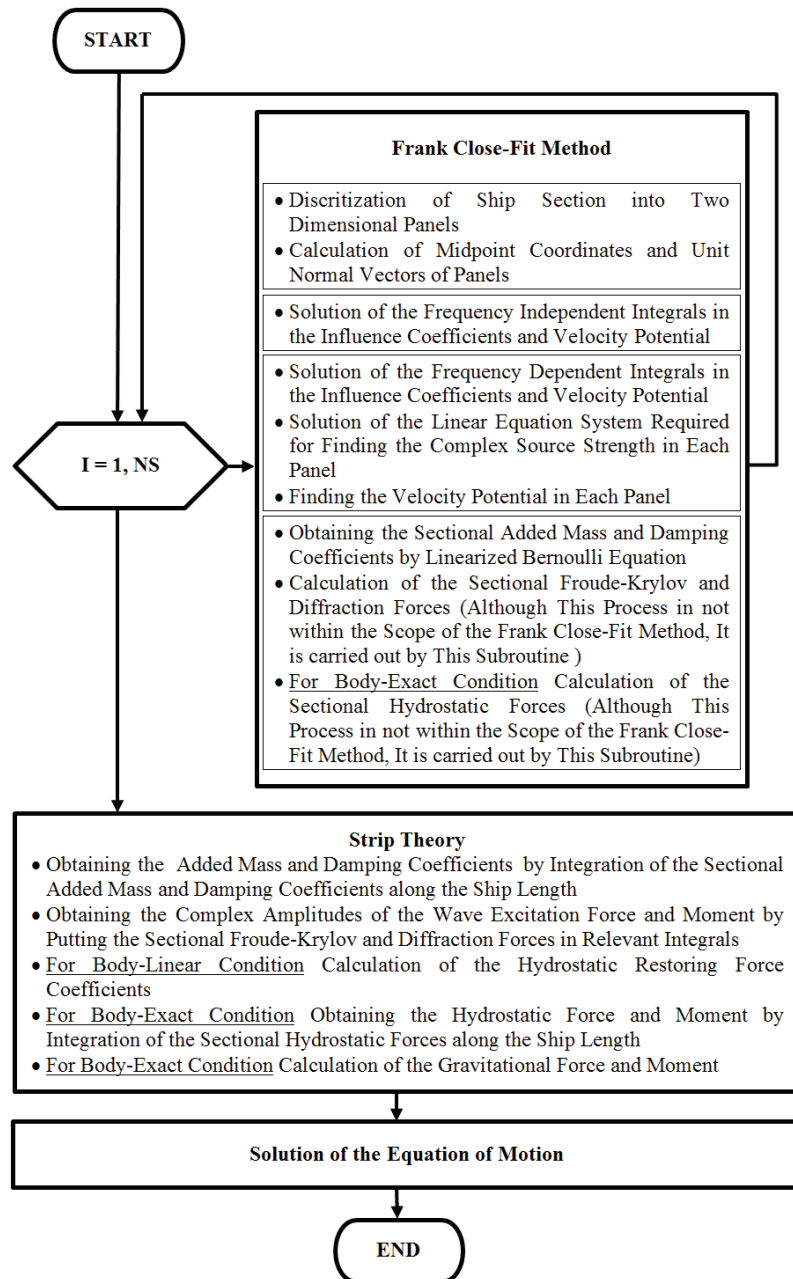 START
Frank Close-Fit Method
• Discritization of Ship Section into Two
Dimensional Panels
• Calculation of Midpoint Coordinates and Unit
Normal Vectors of Panels
• Solution of the Frequency Independent Integrals in
the Influence Coefficients and Velocity Potential
• Solution of the Frequency Dependent Integrals in
the Influence Coefficients and Velocity Potential
• Solution of the Linear Equation System Required
for Finding the Complex Source Strength in Each
Panel
• Finding the Velocity Potential in Each Panel
I = 1, NS
• Obtaining the Sectional Added Mass and Damping
Coefficients by Linearized Bernoulli Equation
• Calculation of the Sectional Froude-Krylov and
Diffraction Forces (Although This Process in not
within the Scope of the Frank Close-Fit Method, It
is carried out by This Subroutine )
• For Body-Exact Condition Calculation of the
Sectional Hydrostatic Forces (Although This
Process in not within the Scope of the Frank Close-
Fit Method, It is carried out by This Subroutine)
Strip Theory
• Obtaining the Added Mass and Damping Coefficients by Integration of the Sectional
Added Mass and Damping Coefficients along the Ship Length
• Obtaining the Complex Amplitudes of the Wave Excitation Force and Moment by
Putting the Sectional Froude-Krylov and Diffraction Forces in Relevant Integrals
• For Body-Linear Condition Calculation of the Hydrostatic Restoring Force
Coefficients
• For Body-Exact Condition Obtaining the Hydrostatic Force and Moment by
Integration of the Sectional Hydrostatic Forces along the Ship Length
• For Body-Exact Condition Calculation of the Gravitational Force and Moment
Solution of the Equation of Motion
END